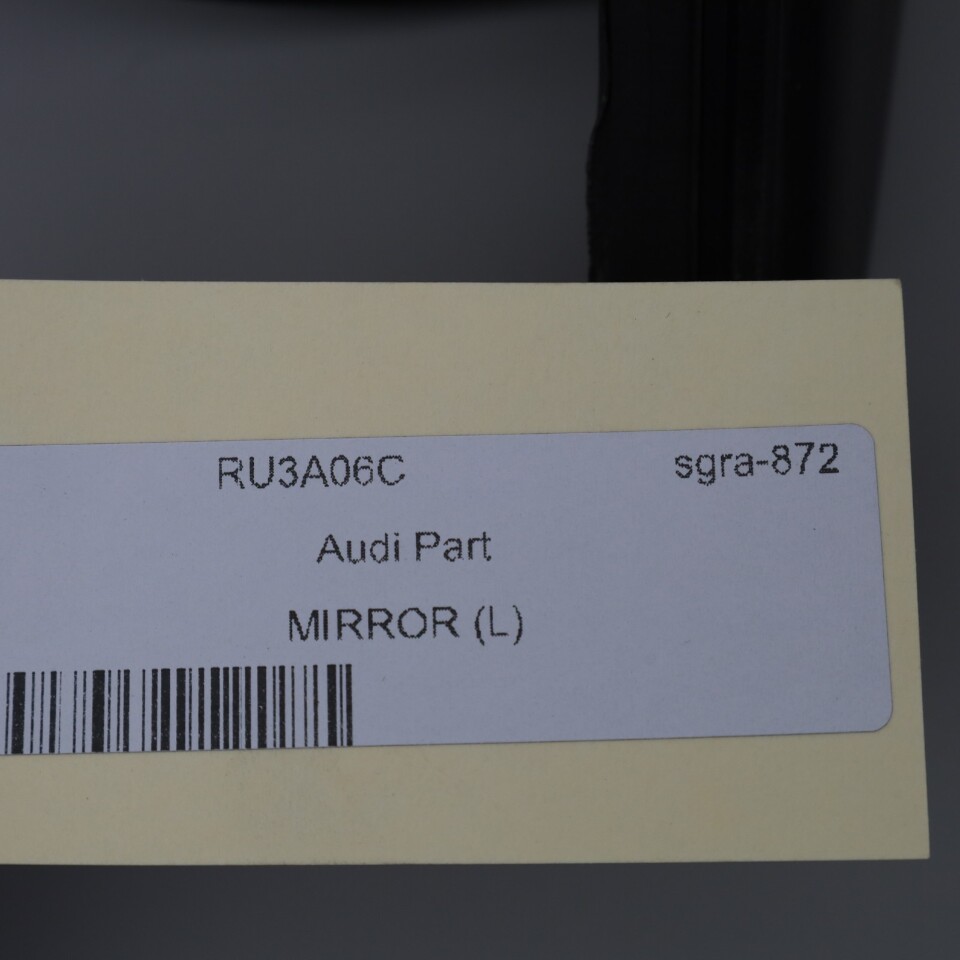 RU3A06C sgra-872
Audi Part
MIRROR (L)